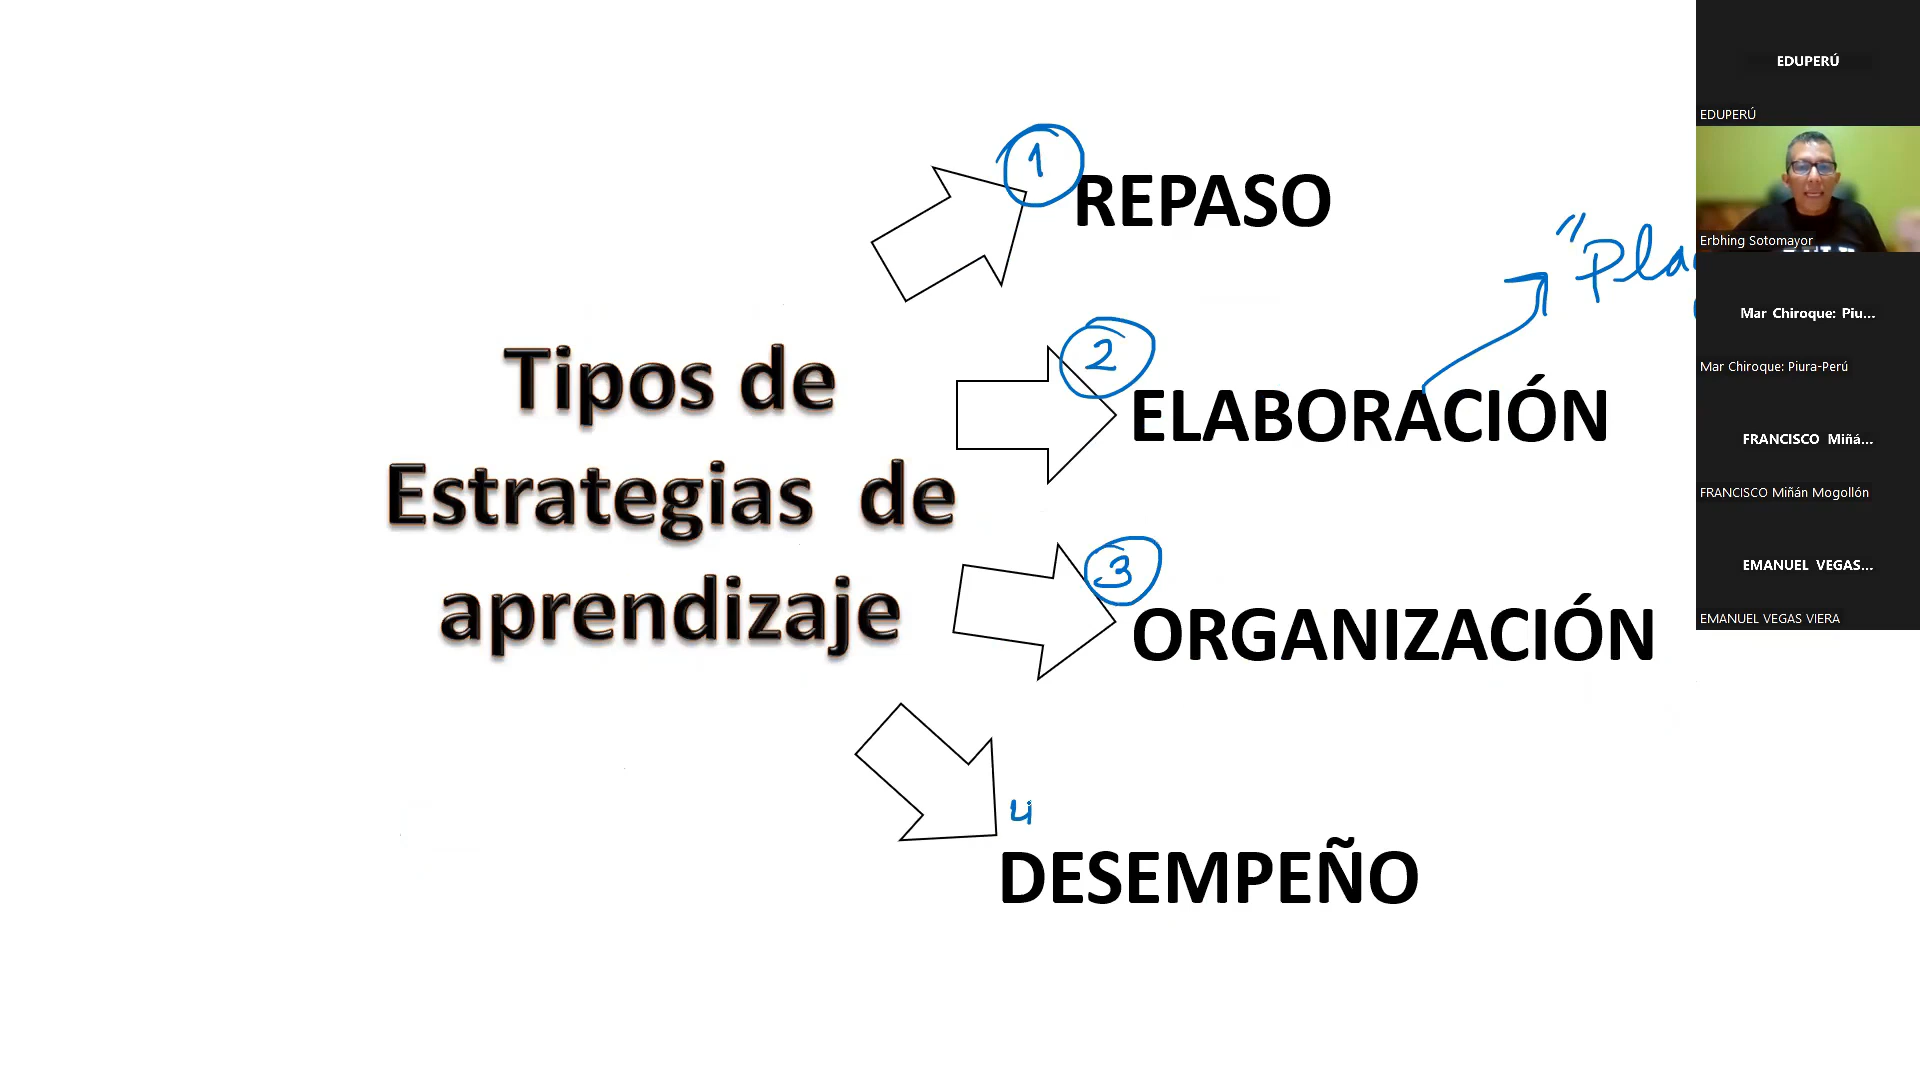 Tipos de
Estrategias de
aprendizaje
1
REPASO
2
ELABORACIÓN
3
ORGANIZACIÓN
4
DESEMPEÑO
EDUPERÚ
EDUPERÚ
Erbhing Sotomayor
Mar Chiroque: Piu...
Mar Chiroque: Piura-Perú
FRANCISCO Miñá...
FRANCISCO Miñán Mogollón
EMANUEL VEGAS...
EMANUEL VEGAS VIERA